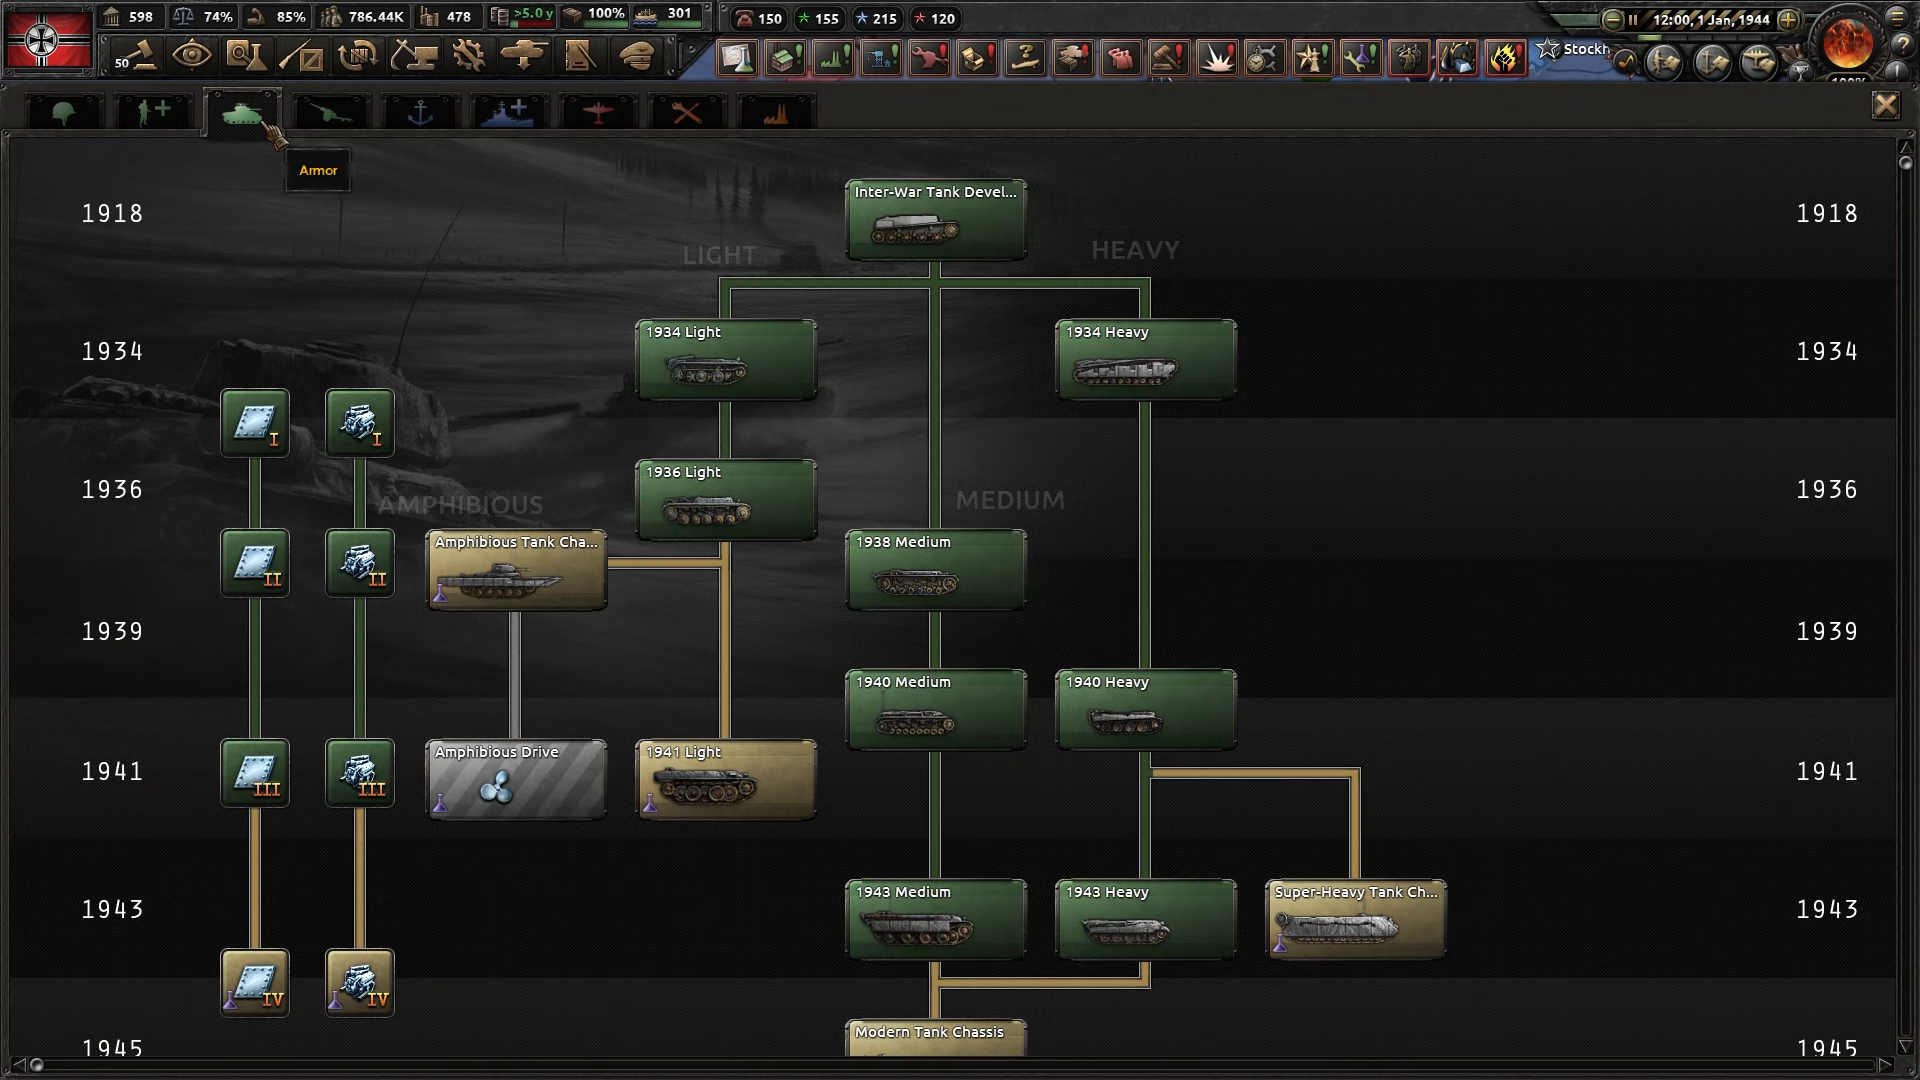 598 74% 85% 786.44K 478 >5.0 y 100% 301 150 155 215 120 12:00, 1 Jan, 1944
50
Stockh
Armor
1918 Inter-War Tank Devel... 1918
LIGHT HEAVY
1934 1934 Light 1934 Heavy 1934
I I
1936 1936 Light 1936
AMPHIBIOUS MEDIUM
Amphibious Tank Cha... 1938 Medium
II II
1939 1939
1940 Medium 1940 Heavy
Amphibious Drive 1941 Light
1941 1941
III III
1943 Medium 1943 Heavy Super-Heavy Tank Ch...
1943 1943
IV IV
Modern Tank Chassis
1945 1945